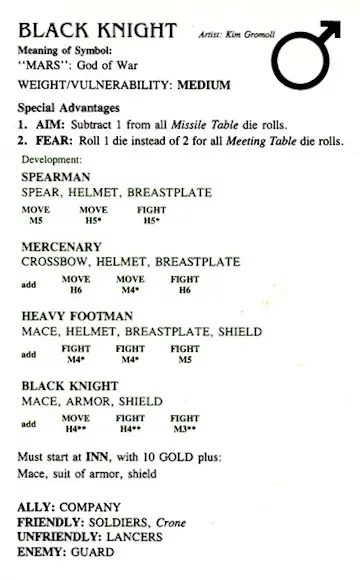 BLACK KNIGHT Artist: Kim Gromoll
Meaning of Symbol:
"MARS": God of War
WEIGHT/VULNERABILITY: MEDIUM
Special Advantages
1. AIM: Subtract 1 from all Missile Table die rolls.
2. FEAR: Roll 1 die instead of 2 for all Meeting Table die rolls.
Development:
SPEARMAN
SPEAR, HELMET, BREASTPLATE
MOVE MOVE FIGHT
M5 H5* H5*
MERCENARY
CROSSBOW, HELMET, BREASTPLATE
add MOVE MOVE FIGHT
H6 M4* H6
HEAVY FOOTMAN
MACE, HELMET, BREASTPLATE, SHIELD
add FIGHT FIGHT FIGHT
M4* M4* M5
BLACK KNIGHT
MACE, ARMOR, SHIELD
add MOVE FIGHT FIGHT
H4** H4** M3**
Must start at INN, with 10 GOLD plus:
Mace, suit of armor, shield
ALLY: COMPANY
FRIENDLY: SOLDIERS, Crone
UNFRIENDLY: LANCERS
ENEMY: GUARD